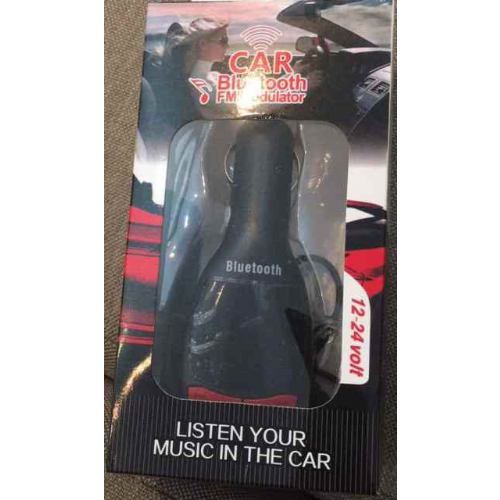 CAR
Bluetooth
FM Modulator
Bluetooth
12-24 volt
LISTEN YOUR
MUSIC IN THE CAR